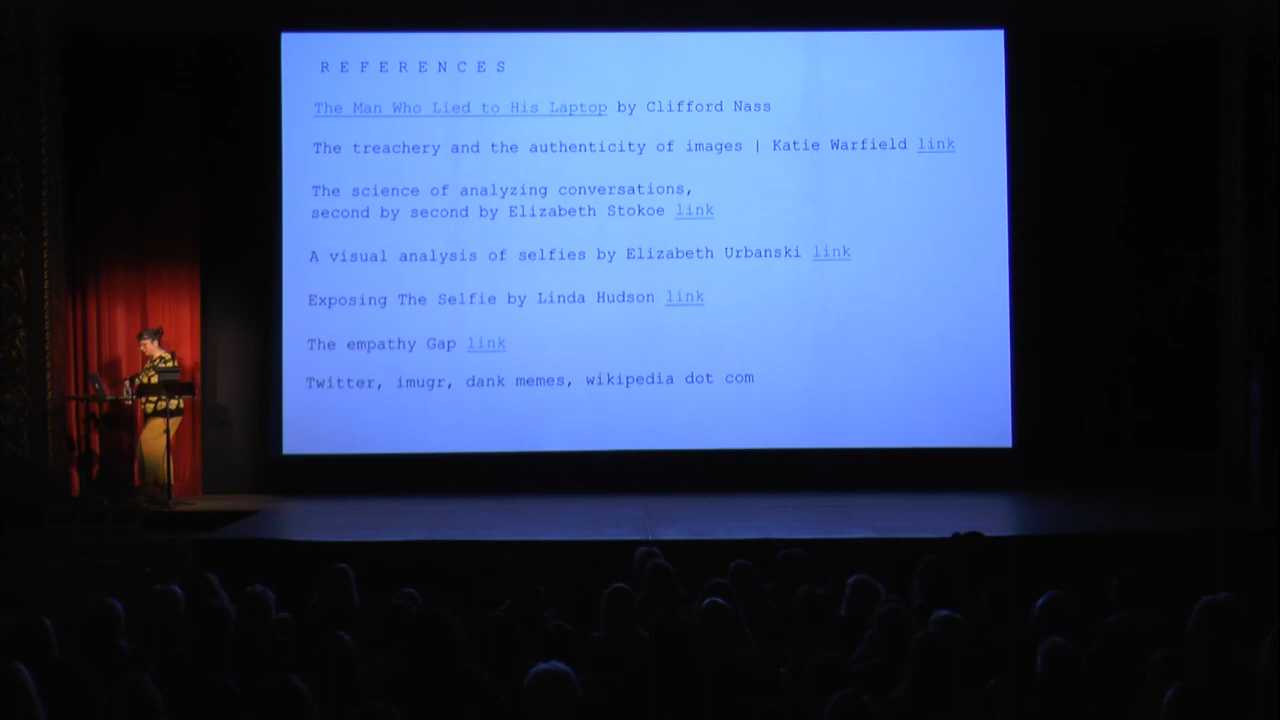 R E F E R E N C E S
The Man Who Lied to His Laptop by Clifford Nass
The treachery and the authenticity of images | Katie Warfield link
The science of analyzing conversations,
second by second by Elizabeth Stokoe link
A visual analysis of selfies by Elizabeth Urbanski link
Exposing The Selfie by Linda Hudson link
The empathy Gap link
Twitter, imugr, dank memes, wikipedia dot com